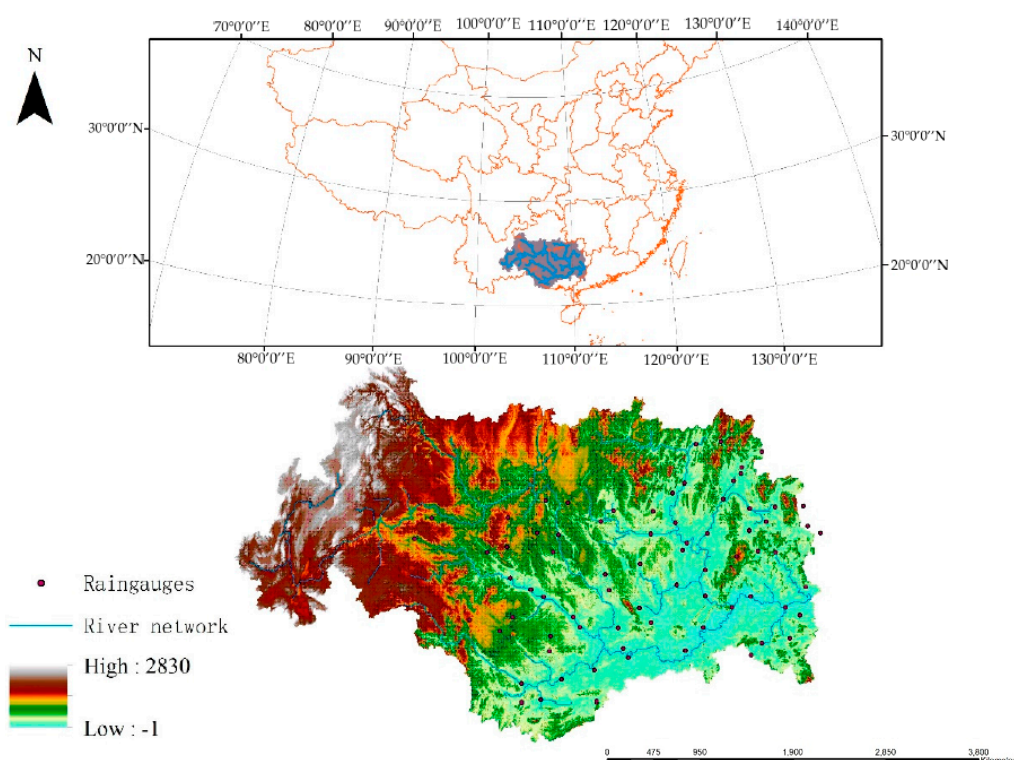 70°0'0''E 80°0'0''E 90°0'0''E 100°0'0''E 110°0'0''E 120°0'0''E 130°0'0''E 140°0'0''E
N
30°0'0''N 30°0'0''N
20°0'0''N 20°0'0''N
80°0'0''E 90°0'0''E 100°0'0''E 110°0'0''E 120°0'0''E 130°0'0''E
Raingauges
River network
High : 2830
Low : -1
0 475 950 1,900 2,850 3,800